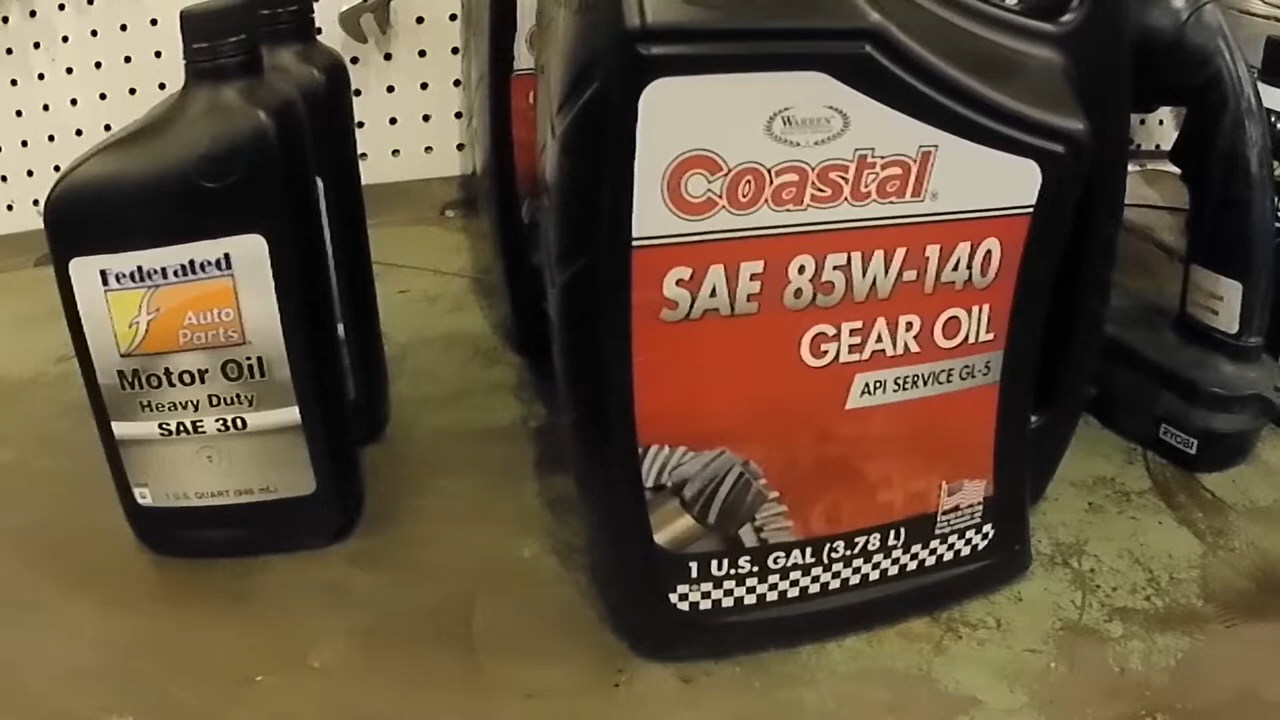 Federated
Auto
Parts
Motor Oil
Heavy Duty
SAE 30
1 U.S. QUART (946 mL)
WARREN
Coastal®
SAE 85W-140
GEAR OIL
API SERVICE GL-5
1 U.S. GAL (3.78 L)
RYOBI